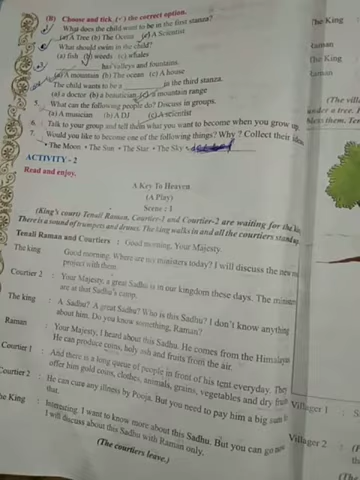 (B) Choose and tick (✓) the correct option.
What does the child want to be in the first stanza?
(a) A Tree (b) The Ocean (c) A Scientist
What should swim in the child?
(a) fish (b) weeds (c) whales
has valleys and fountains.
(a) A mountain (b) The ocean (c) A house
The child wants to be a in the third stanza.
(a) a doctor (b) a beautician (c) a mountain range
5. What can the following people do? Discuss in groups.
(a) A musician (b) A DJ (c) A scientist
6. Talk to your group and tell them what you want to become when you grow up.
7. Would you like to become one of the following things? Why? Collect their ideas
• The Moon • The Sun • The Star • The Sky
ACTIVITY - 2
Read and enjoy.
A Key To Heaven
(A Play)
Scene : 1
(King's court: Tenali Raman, Courtier-1 and Courtier-2 are waiting for the king
There is a sound of trumpets and drums. The king walks in and all the courtiers stand up
Tenali Raman and Courtiers : Good morning, Your Majesty.
The king Good morning. Where are my ministers today? I will discuss the new
project with them.
Courtier 2 : Your Majesty, a great Sadhu is in our kingdom these days. The ministers
are at that Sadhu's camp.
The king : A Sadhu? A great Sadhu? Who is this Sadhu? I don't know anything
about him. Do you know something, Raman?
Raman : Your Majesty, I heard about this Sadhu. He comes from the Himalayas
He can produce coins, holy ash and fruits from the air.
Courtier 1 : And there is a long queue of people in front of his tent everyday. They
offer him gold coins, clothes, animals, grains, vegetables and dry fruits
Courtier 2 : He can cure any illness by Pooja. But you need to pay him a big sum
that.
The King : Interesting. I want to know more about this Sadhu. But you can go now
I will discuss about this Sadhu with Raman only.
(The courtiers leave.)
The King
Raman
The King :
Raman
(The
under a tree.
them. Ten
Villager 1 :
Villager 2 :